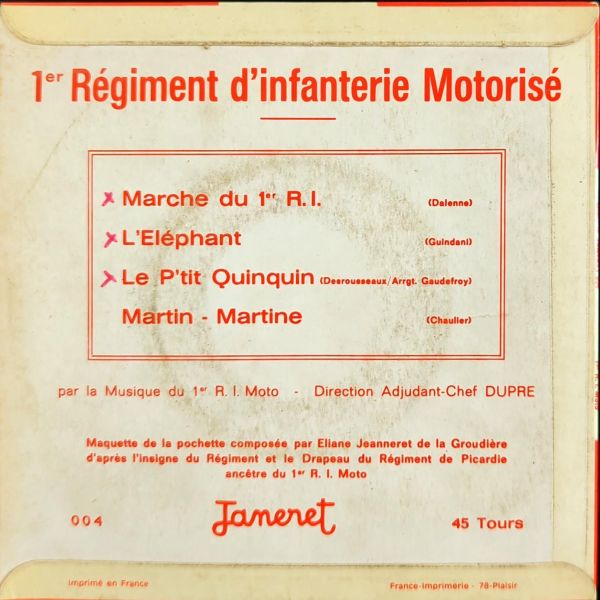 1er Régiment d'infanterie Motorisé
Marche du 1er R.I. (Dalenne)
L'Eléphant (Guindani)
Le P'tit Quinquin (Desrousseaux/Arrgt. Gaudefroy)
Martin - Martine (Chaulier)
par la Musique du 1er R.I. Moto - Direction Adjudant-Chef DUPRE
Maquette de la pochette composée par Eliane Jeanneret de la Groudière
d'après l'insigne du Régiment et le Drapeau du Régiment de Picardie
ancêtre du 1er R.I. Moto
004 Janeret 45 Tours
Imprimé en France France-Imprimerie - 78-Plaisir